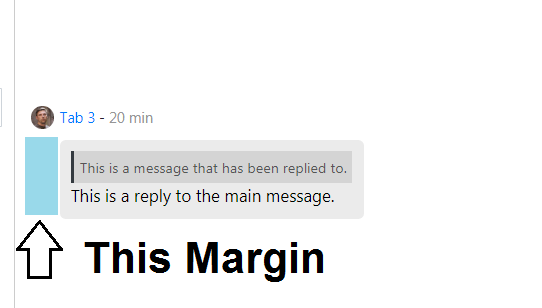 Tab 3 - 20 min
This is a message that has been replied to.
This is a reply to the main message.
This Margin